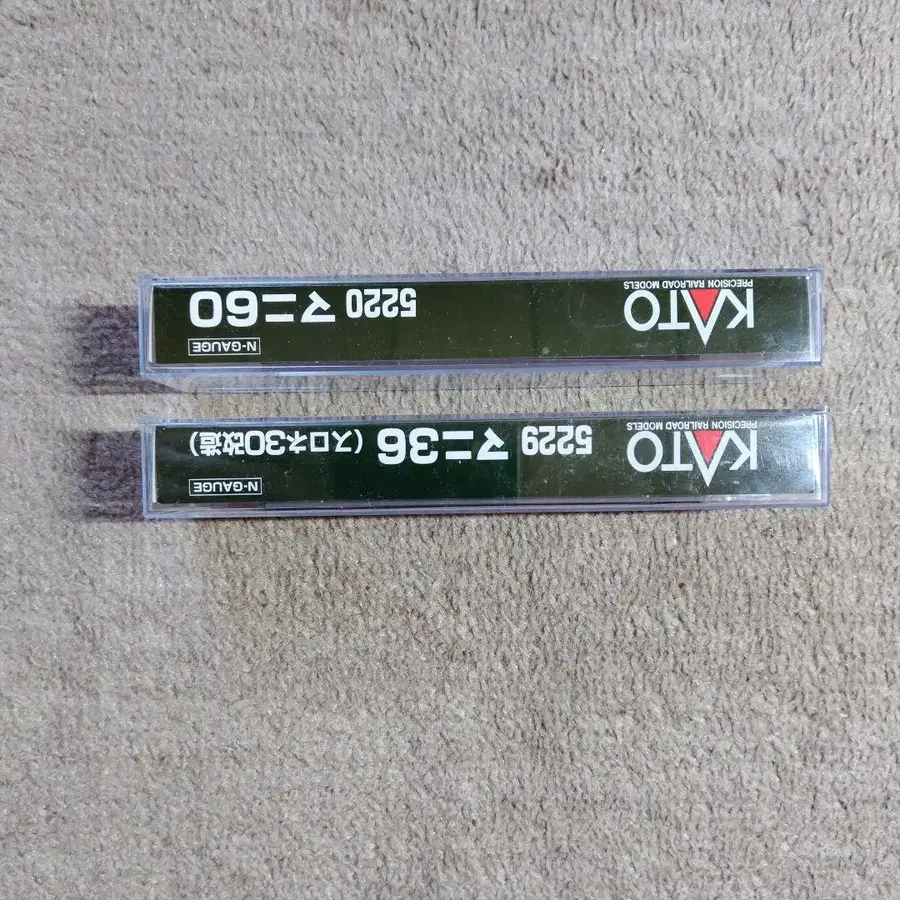 KATO
PRECISION RAILROAD MODELS
5229 マニ36 (スロネ30改造)
N-GAUGE
KATO
PRECISION RAILROAD MODELS
5220 マニ60
N-GAUGE